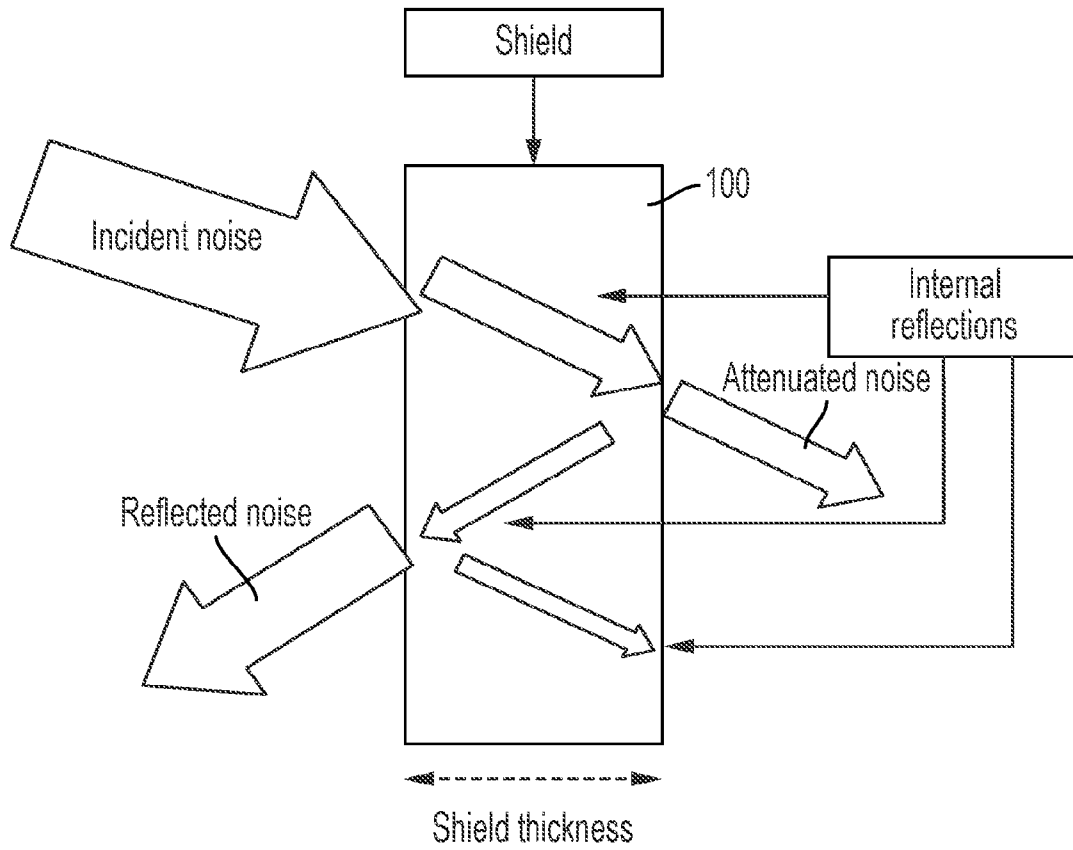 Shield
100
Incident noise
Internal
reflections
Attenuated noise
Reflected noise
Shield thickness